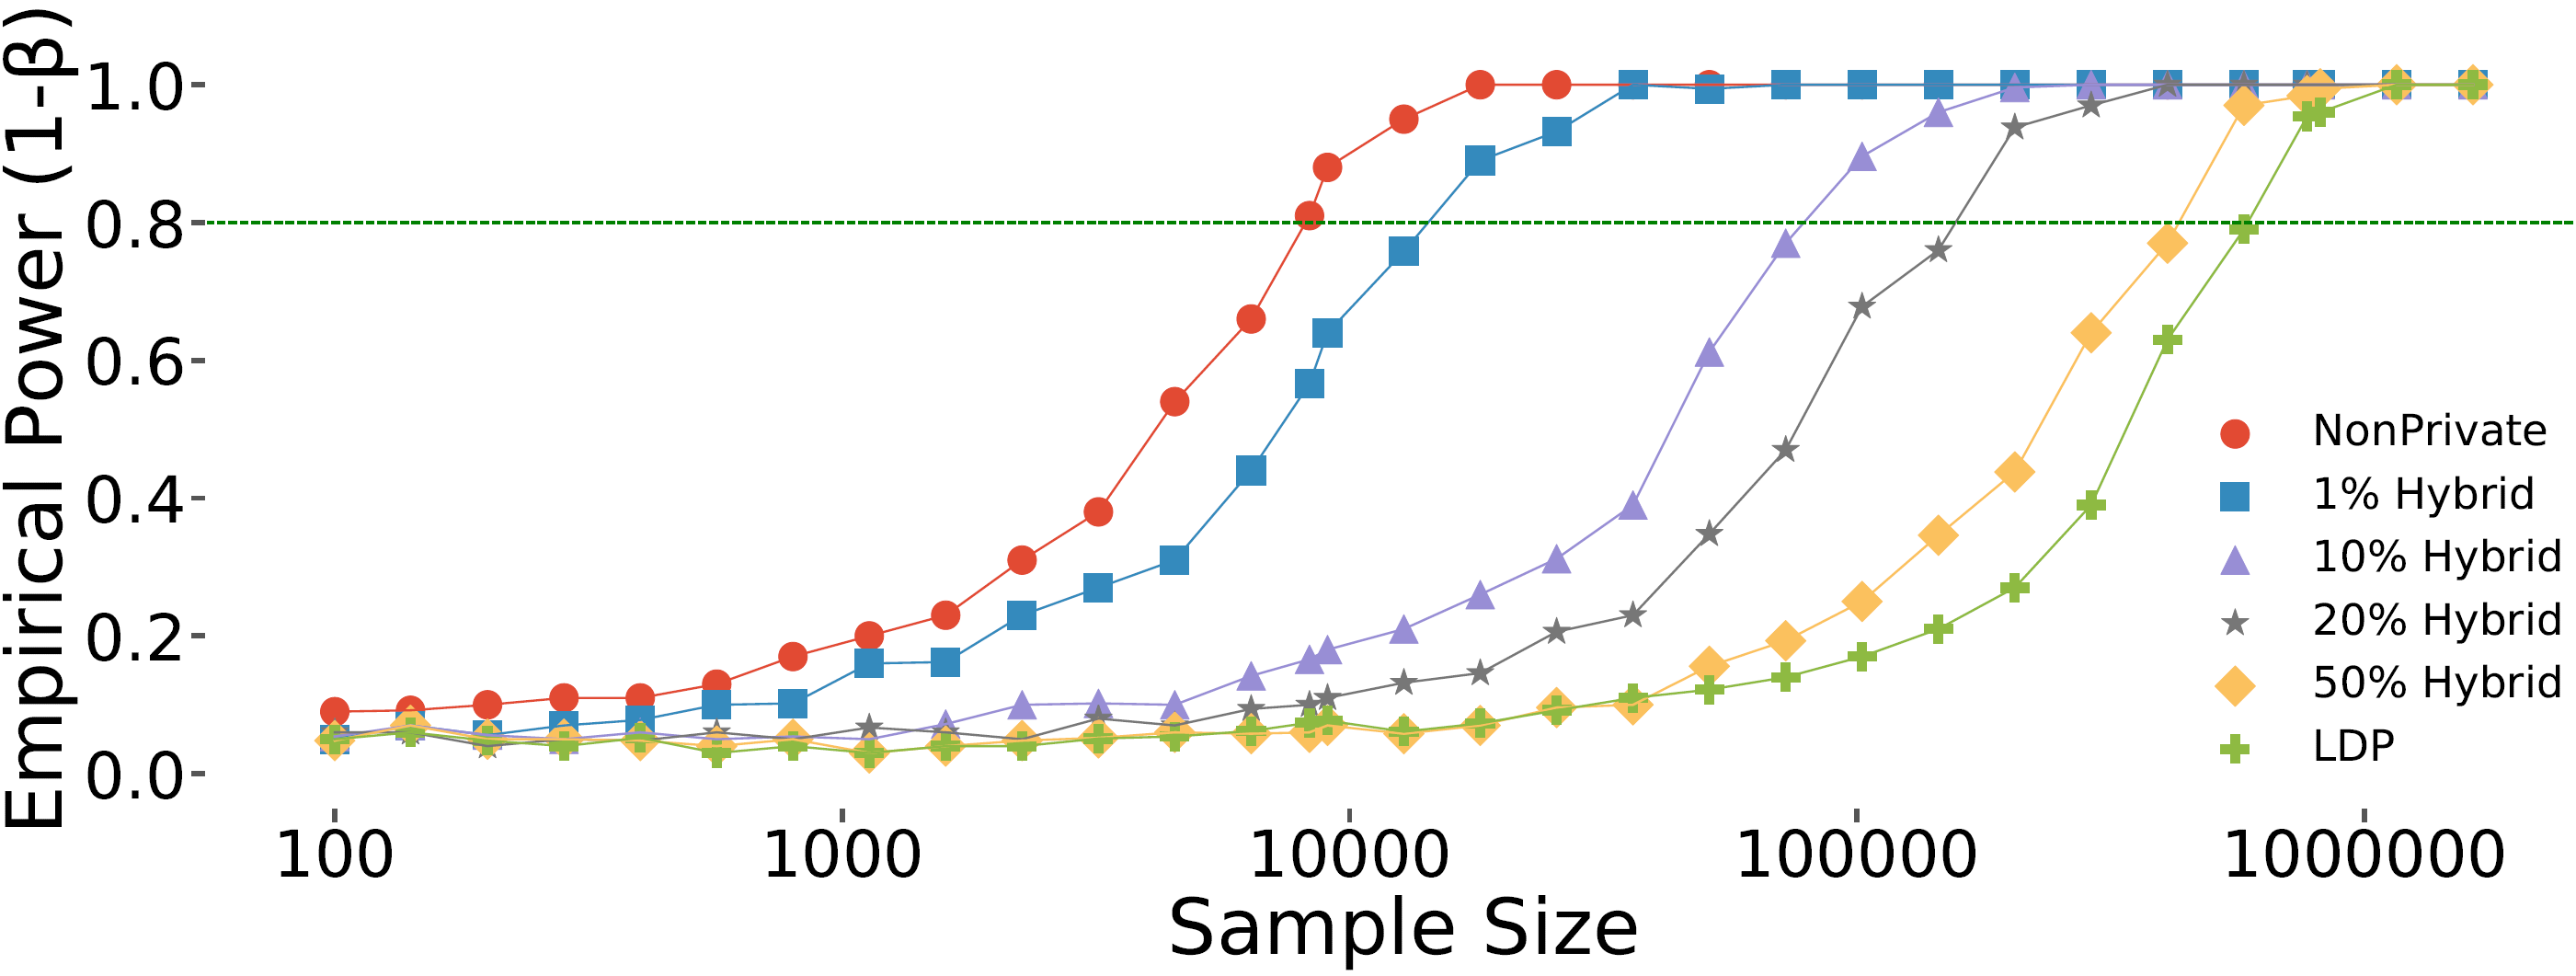 Empirical Power (1-β)
1.0
0.8
0.6
0.4
0.2
0.0
100 1000 10000 100000 1000000
Sample Size
NonPrivate
1% Hybrid
10% Hybrid
20% Hybrid
50% Hybrid
LDP